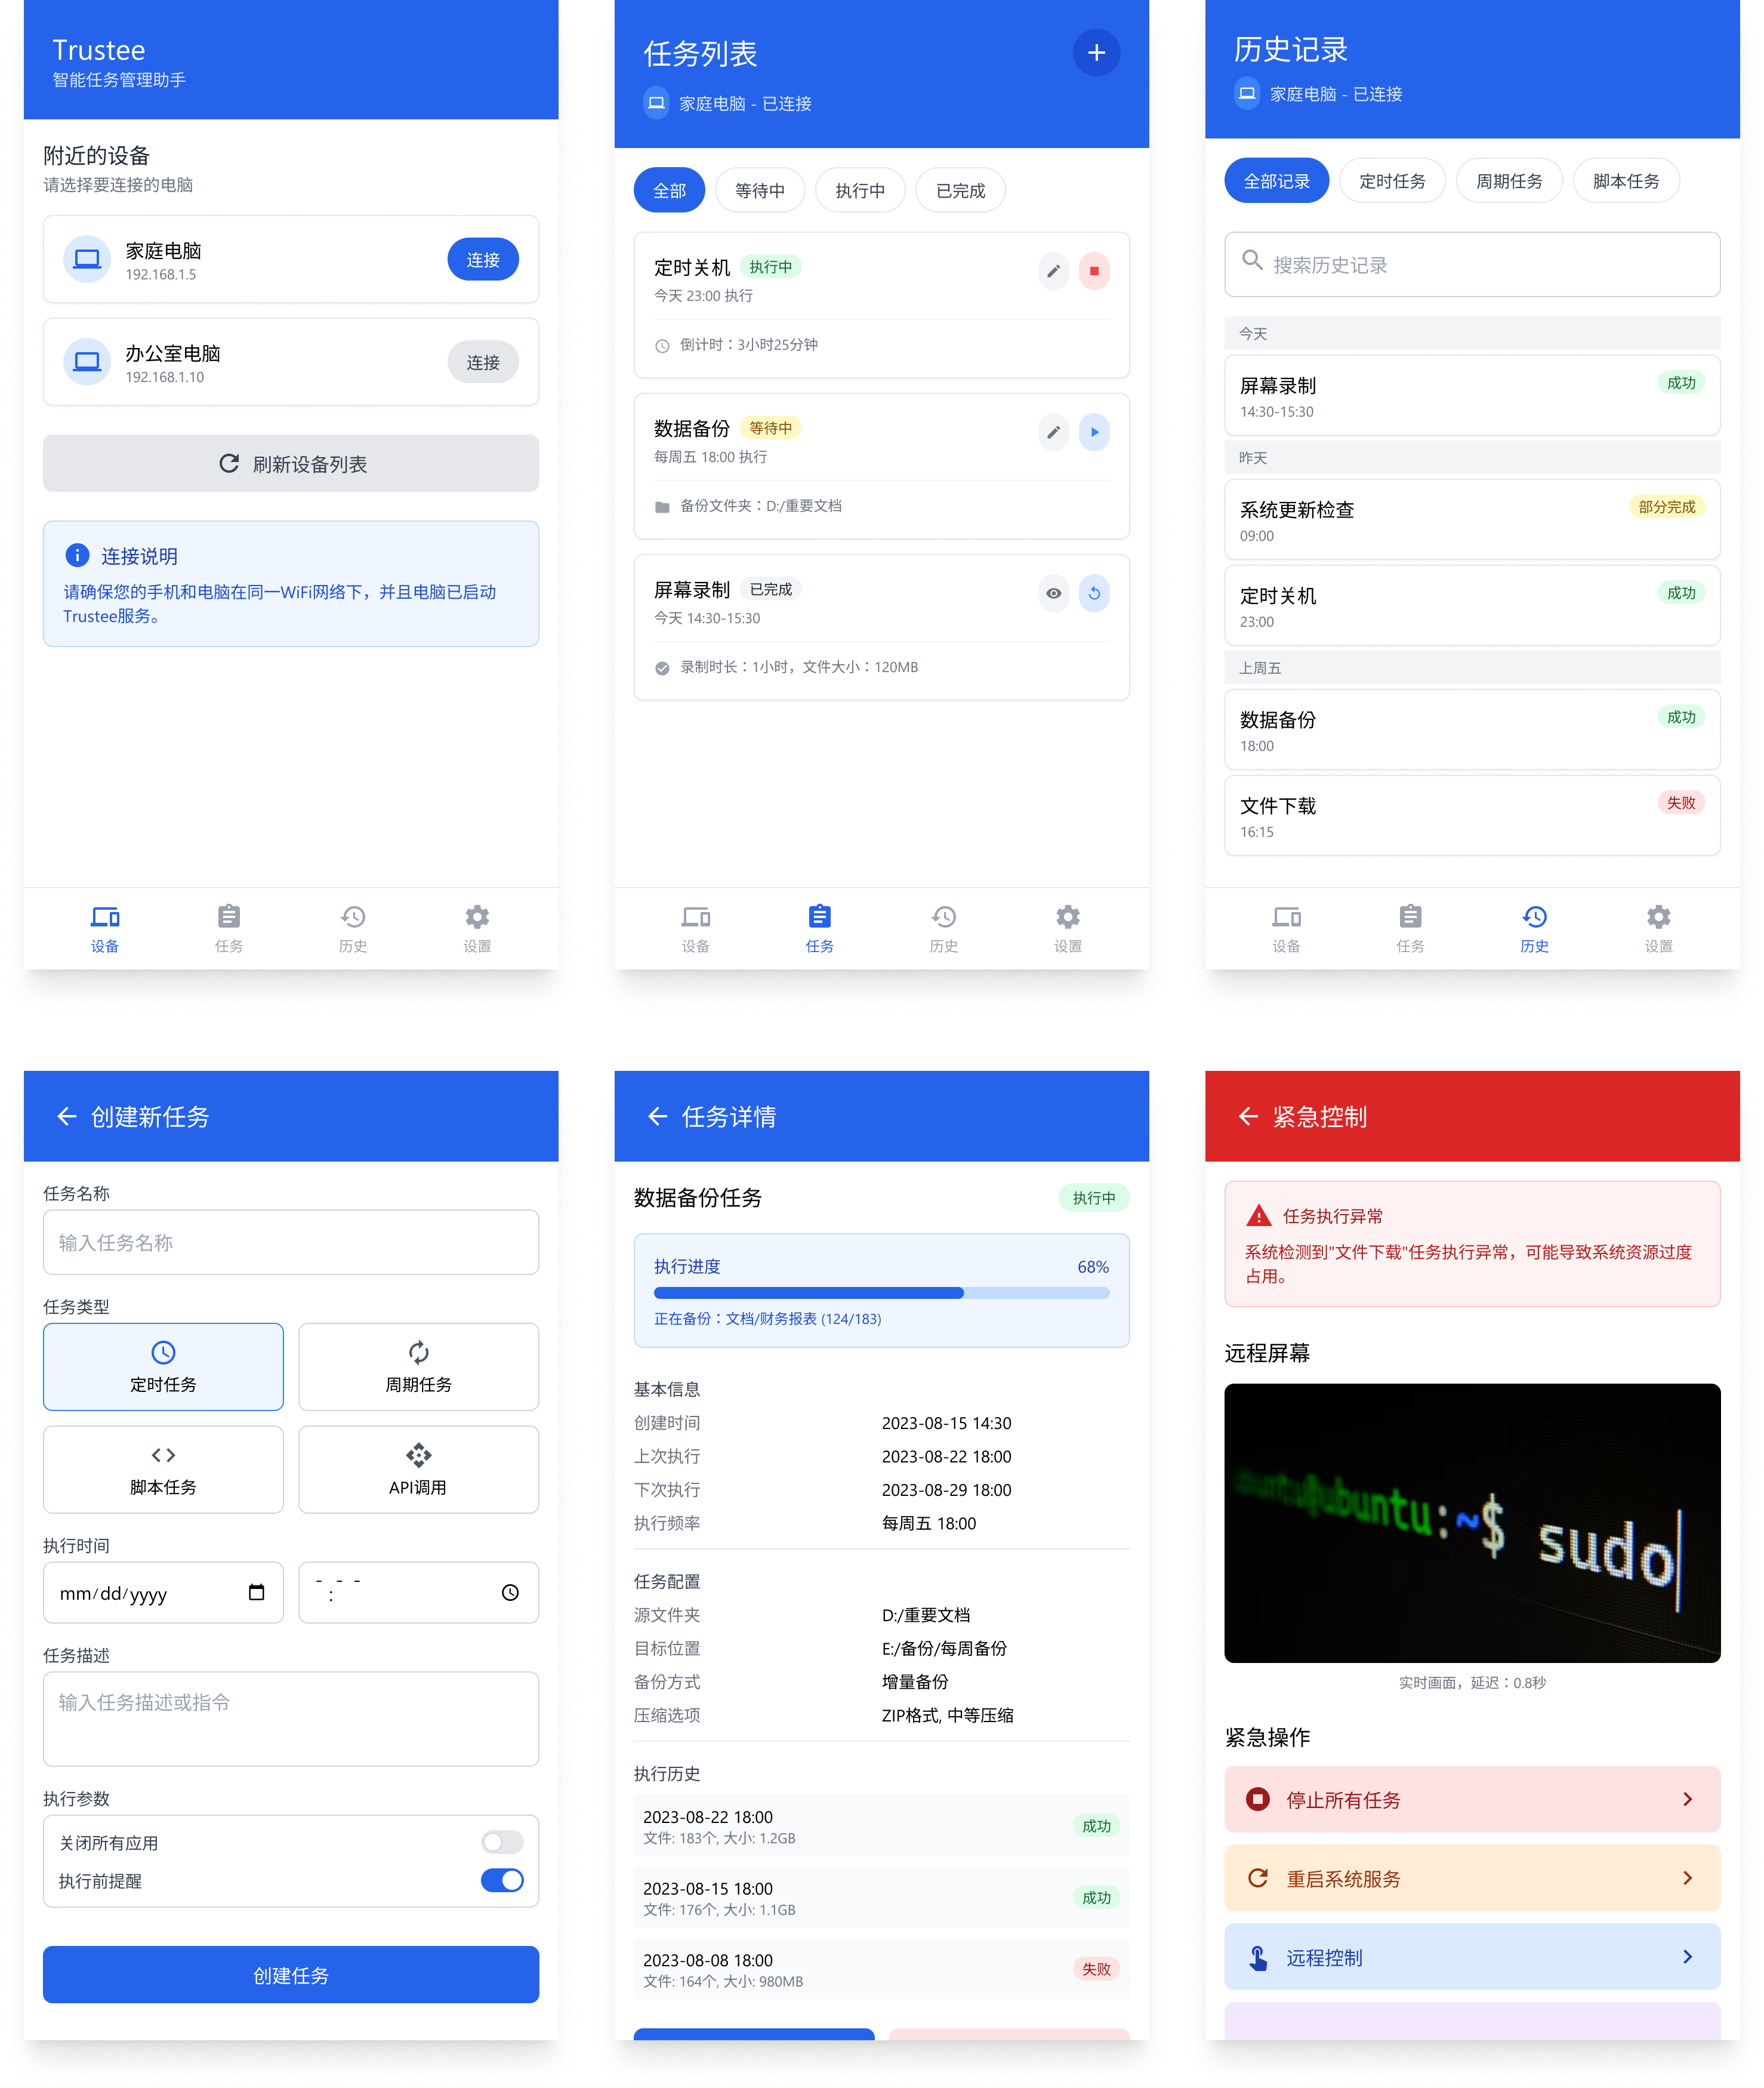 Trustee
智能任务管理助手
附近的设备
请选择要连接的电脑
家庭电脑
192.168.1.5
连接
办公室电脑
192.168.1.10
连接
刷新设备列表
连接说明
请确保您的手机和电脑在同一WiFi网络下，并且电脑已启动
Trustee服务。
设备
任务
历史
设置
任务列表
家庭电脑 - 已连接
全部
等待中
执行中
已完成
定时关机
执行中
今天 23:00 执行
倒计时：3小时25分钟
数据备份
等待中
每周五 18:00 执行
备份文件夹：D:/重要文档
屏幕录制
已完成
今天 14:30-15:30
录制时长：1小时，文件大小：120MB
设备
任务
历史
设置
历史记录
家庭电脑 - 已连接
全部记录
定时任务
周期任务
脚本任务
搜索历史记录
今天
屏幕录制
成功
14:30-15:30
昨天
系统更新检查
部分完成
09:00
定时关机
成功
23:00
上周五
数据备份
成功
18:00
文件下载
失败
16:15
设备
任务
历史
设置
创建新任务
任务名称
输入任务名称
任务类型
定时任务
周期任务
脚本任务
API调用
执行时间
mm/dd/yyyy
--:--
任务描述
输入任务描述或指令
执行参数
关闭所有应用
执行前提醒
创建任务
任务详情
数据备份任务
执行中
执行进度
68%
正在备份：文档/财务报表 (124/183)
基本信息
创建时间
2023-08-15 14:30
上次执行
2023-08-22 18:00
下次执行
2023-08-29 18:00
执行频率
每周五 18:00
任务配置
源文件夹
D:/重要文档
目标位置
E:/备份/每周备份
备份方式
增量备份
压缩选项
ZIP格式, 中等压缩
执行历史
2023-08-22 18:00
文件: 183个, 大小: 1.2GB
成功
2023-08-15 18:00
文件: 176个, 大小: 1.1GB
成功
2023-08-08 18:00
文件: 164个, 大小: 980MB
失败
紧急控制
任务执行异常
系统检测到"文件下载"任务执行异常，可能导致系统资源过度
占用。
远程屏幕
ubuntu@ubuntu:~$ sudo
实时画面，延迟：0.8秒
紧急操作
停止所有任务
重启系统服务
远程控制